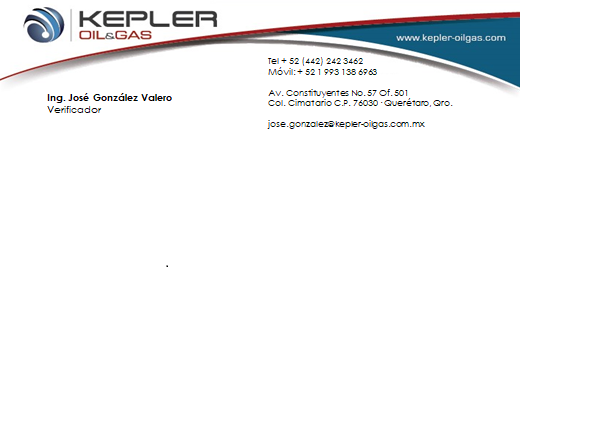 KEPLER
OIL&GAS
www.kepler-oilgas.com
Tel + 52 (442) 242 3462
Móvil: + 52 1 993 138 6963
Av. Constituyentes No. 57 Of. 501
Col. Cimatario C.P. 76030 · Querétaro, Qro.
jose.gonzalez@kepler-oilgas.com.mx
Ing. José González Valero
Verificador